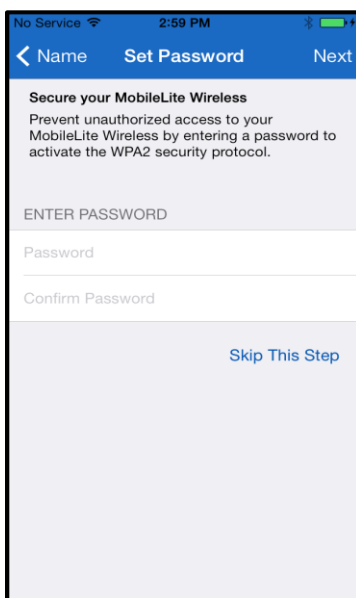 No Service 2:59 PM
Name Set Password Next
Secure your MobileLite Wireless
Prevent unauthorized access to your
MobileLite Wireless by entering a password to
activate the WPA2 security protocol.
ENTER PASSWORD
Password
Confirm Password
Skip This Step